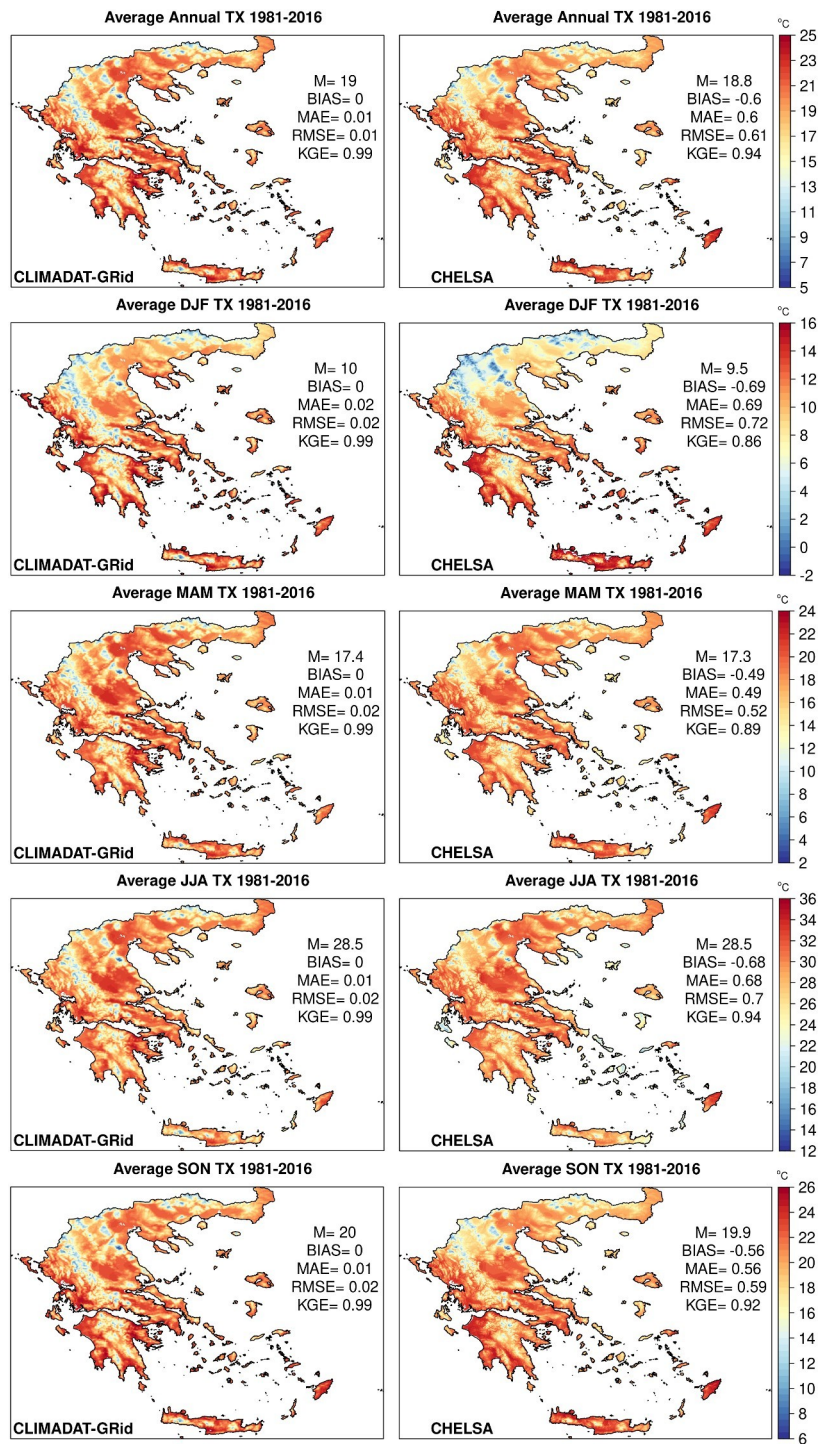 Average Annual TX 1981-2016
M= 19
BIAS= 0
MAE= 0.01
RMSE= 0.01
KGE= 0.99
CLIMADAT-GRid
Average Annual TX 1981-2016
M= 18.8
BIAS= -0.6
MAE= 0.6
RMSE= 0.61
KGE= 0.94
CHELSA
°C
25
23
21
19
17
15
13
11
9
7
5
Average DJF TX 1981-2016
M= 10
BIAS= 0
MAE= 0.02
RMSE= 0.02
KGE= 0.99
CLIMADAT-GRid
Average DJF TX 1981-2016
M= 9.5
BIAS= -0.69
MAE= 0.69
RMSE= 0.72
KGE= 0.86
CHELSA
°C
16
14
12
10
8
6
4
2
0
-2
Average MAM TX 1981-2016
M= 17.4
BIAS= 0
MAE= 0.01
RMSE= 0.02
KGE= 0.99
CLIMADAT-GRid
Average MAM TX 1981-2016
M= 17.3
BIAS= -0.49
MAE= 0.49
RMSE= 0.52
KGE= 0.89
CHELSA
°C
24
22
20
18
16
14
12
10
8
6
4
2
Average JJA TX 1981-2016
M= 28.5
BIAS= 0
MAE= 0.01
RMSE= 0.02
KGE= 0.99
CLIMADAT-GRid
Average JJA TX 1981-2016
M= 28.5
BIAS= -0.68
MAE= 0.68
RMSE= 0.7
KGE= 0.94
CHELSA
°C
36
34
32
30
28
26
24
22
20
18
16
14
12
Average SON TX 1981-2016
M= 20
BIAS= 0
MAE= 0.01
RMSE= 0.02
KGE= 0.99
CLIMADAT-GRid
Average SON TX 1981-2016
M= 19.9
BIAS= -0.56
MAE= 0.56
RMSE= 0.59
KGE= 0.92
CHELSA
°C
26
24
22
20
18
16
14
12
10
8
6